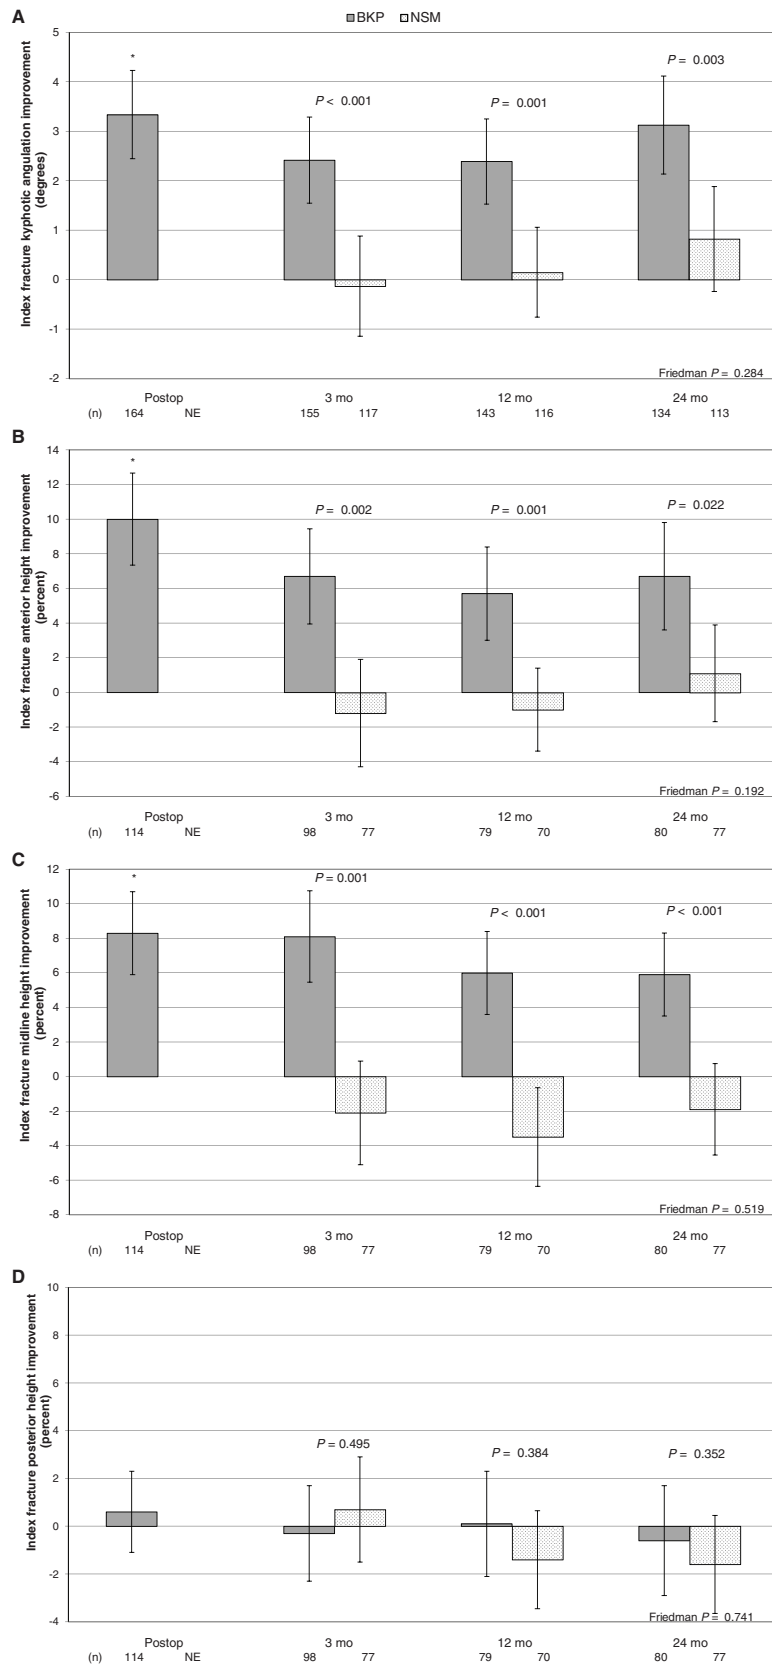 A
BKP NSM
Index fracture kyphotic angulation improvement
(degrees)
5
4
3
2
1
0
-1
-2
*
P < 0.001
P = 0.001
P = 0.003
Friedman P = 0.284
Postop 3 mo 12 mo 24 mo
(n) 164 NE 155 117 143 116 134 113
B
Index fracture anterior height improvement
(percent)
14
12
10
8
6
4
2
0
-2
-4
-6
*
P = 0.002
P = 0.001
P = 0.022
Friedman P = 0.192
Postop 3 mo 12 mo 24 mo
(n) 114 NE 98 77 79 70 80 77
C
Index fracture midline height improvement
(percent)
12
10
8
6
4
2
0
-2
-4
-6
-8
*
P = 0.001
P < 0.001
P < 0.001
Friedman P = 0.519
Postop 3 mo 12 mo 24 mo
(n) 114 NE 98 77 79 70 80 77
D
Index fracture posterior height improvement
(percent)
10
8
6
4
2
0
-2
-4
P = 0.495
P = 0.384
P = 0.352
Friedman P = 0.741
Postop 3 mo 12 mo 24 mo
(n) 114 NE 98 77 79 70 80 77